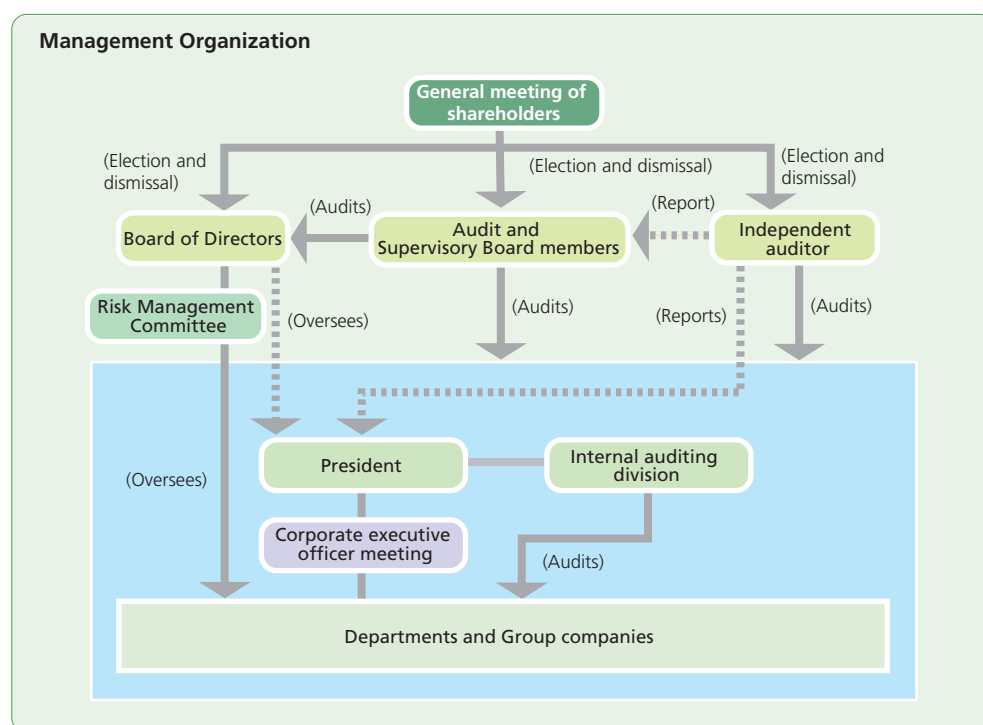 Management Organization
General meeting of
shareholders
(Election and
dismissal)
(Election and dismissal)
(Election and
dismissal)
(Audits)
(Report)
Board of Directors
Audit and
Supervisory Board members
Independent
auditor
Risk Management
Committee
(Oversees)
(Audits)
(Reports)
(Audits)
President
Internal auditing
division
(Oversees)
Corporate executive
officer meeting
(Audits)
Departments and Group companies